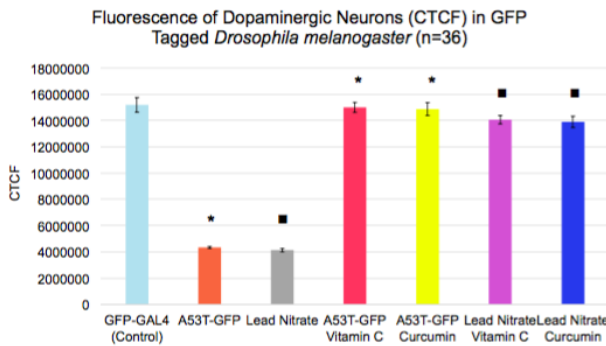 Fluorescence of Dopaminergic Neurons (CTCF) in GFP
Tagged Drosophila melanogaster (n=36)
CTCF
18000000
16000000
14000000
12000000
10000000
8000000
6000000
4000000
2000000
0
* ■ * * ■ ■
GFP-GAL4 A53T-GFP Lead Nitrate A53T-GFP A53T-GFP Lead Nitrate Lead Nitrate
(Control) Vitamin C Curcumin Vitamin C Curcumin